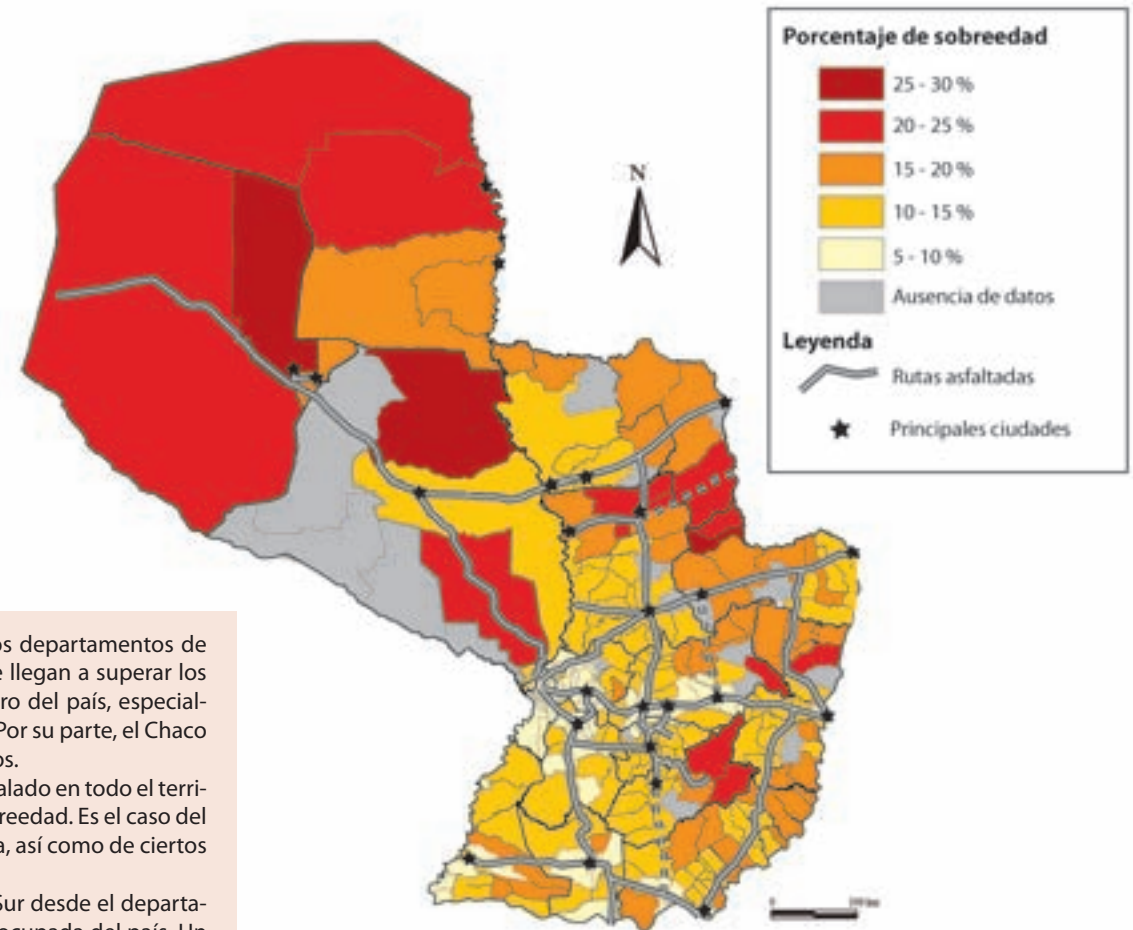 Porcentaje de sobreedad
25 - 30 %
20 - 25 %
15 - 20 %
10 - 15 %
5 - 10 %
Ausencia de datos
Leyenda
Rutas asfaltadas
Principales ciudades
N
os departamentos de
e llegan a superar los
ro del país, especial-
Por su parte, el Chaco
os.
alado en todo el terri-
reedad. Es el caso del
a, así como de ciertos
Sur desde el departa-